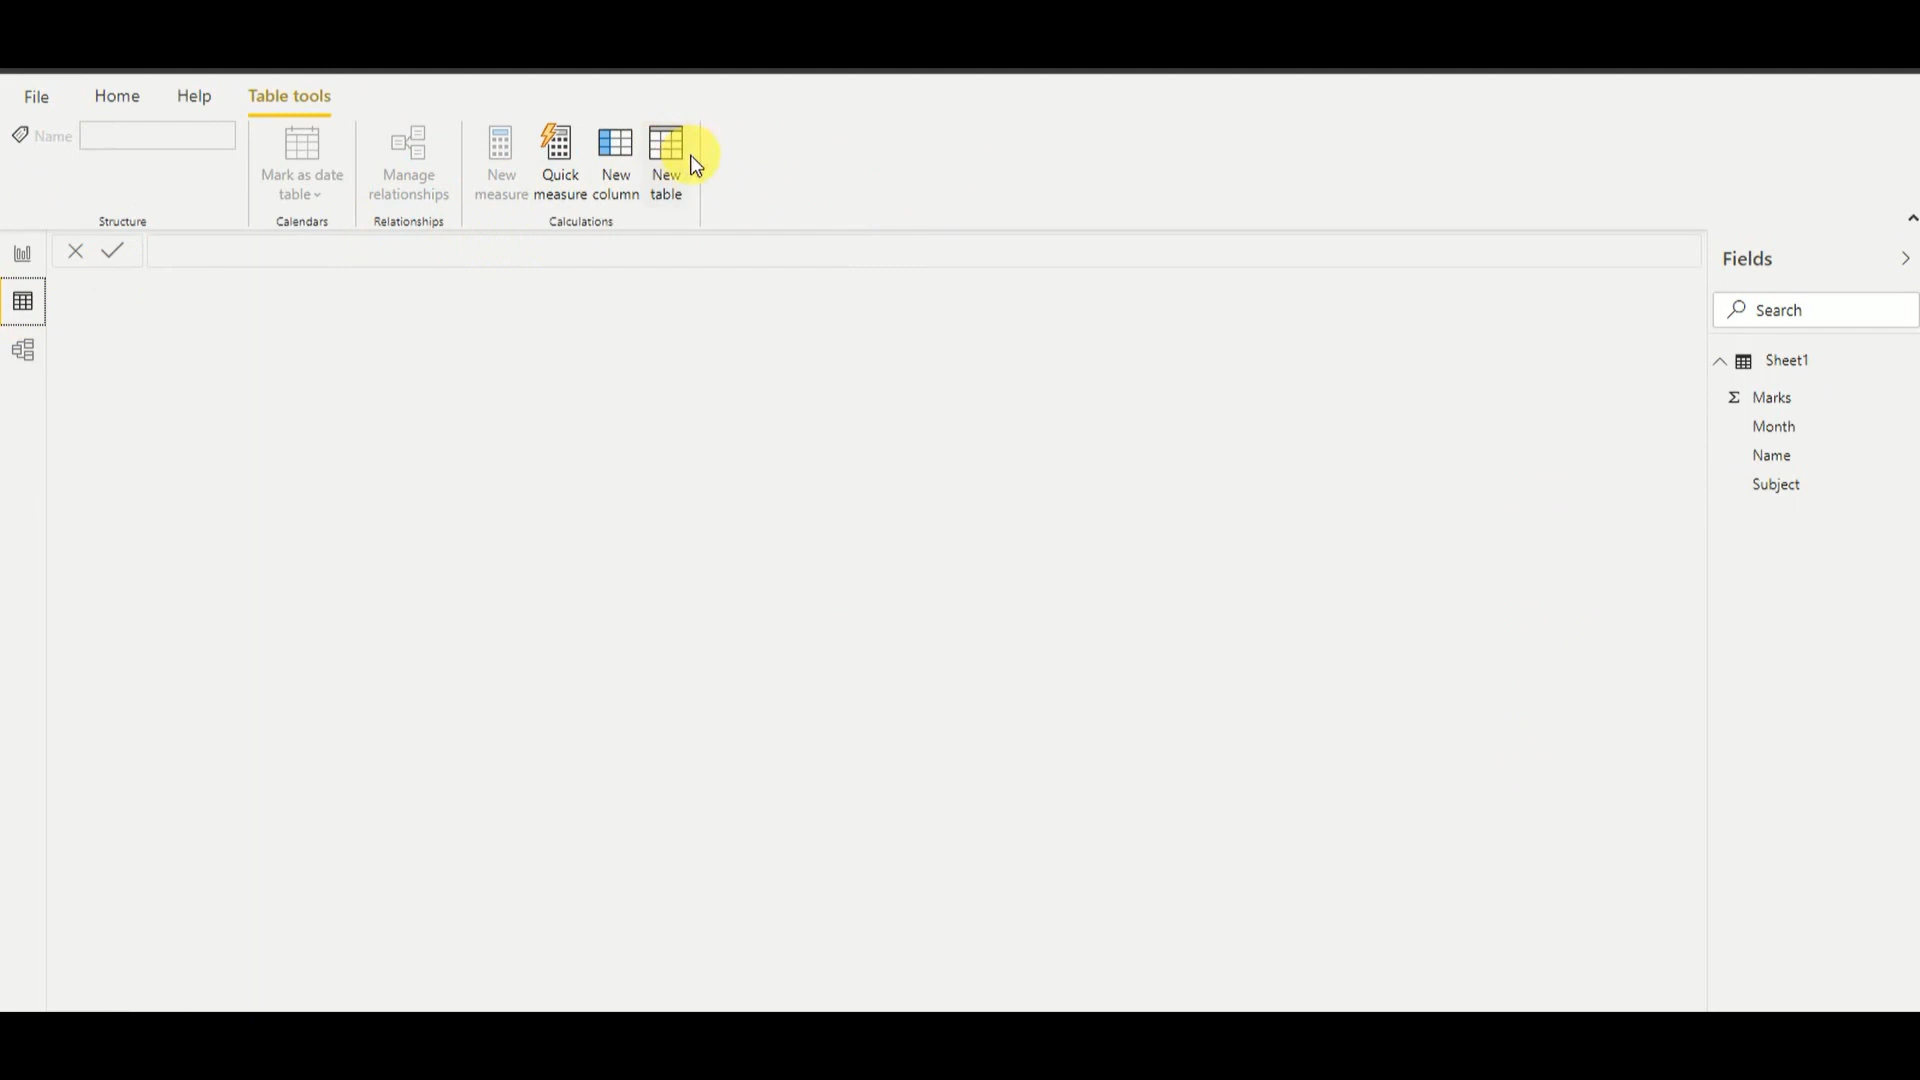 File Home Help Table tools
Name
Mark as date
table
Manage
relationships
New
measure
Quick
measure
New
column
New
table
Structure Calendars Relationships Calculations
Fields
Search
Sheet1
Σ Marks
Month
Name
Subject